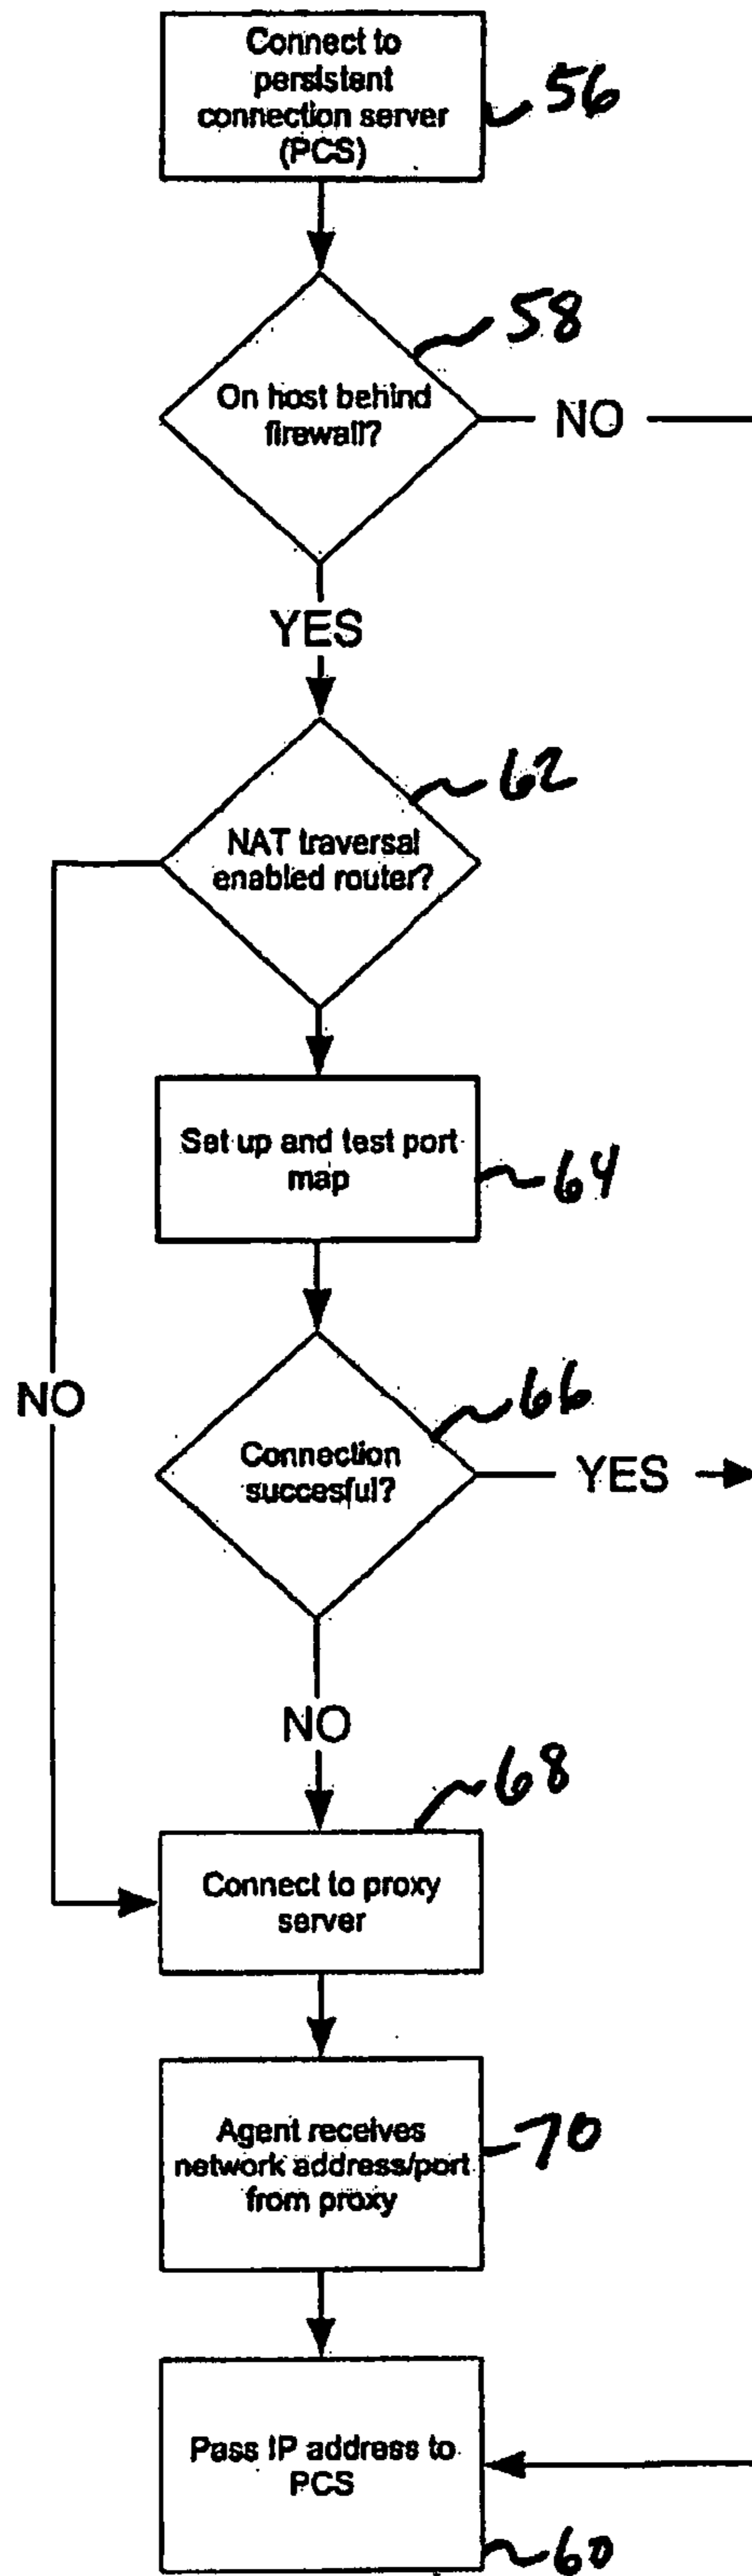 Connect to
persistent
connection server
(PCS)
56
58
On host behind
firewall?
NO
YES
62
NAT traversal
enabled router?
Set up and test port
map
64
NO
66
Connection
succesful?
YES
NO
68
Connect to proxy
server
Agent receives
network address/port
from proxy
70
Pass IP address to
PCS
60